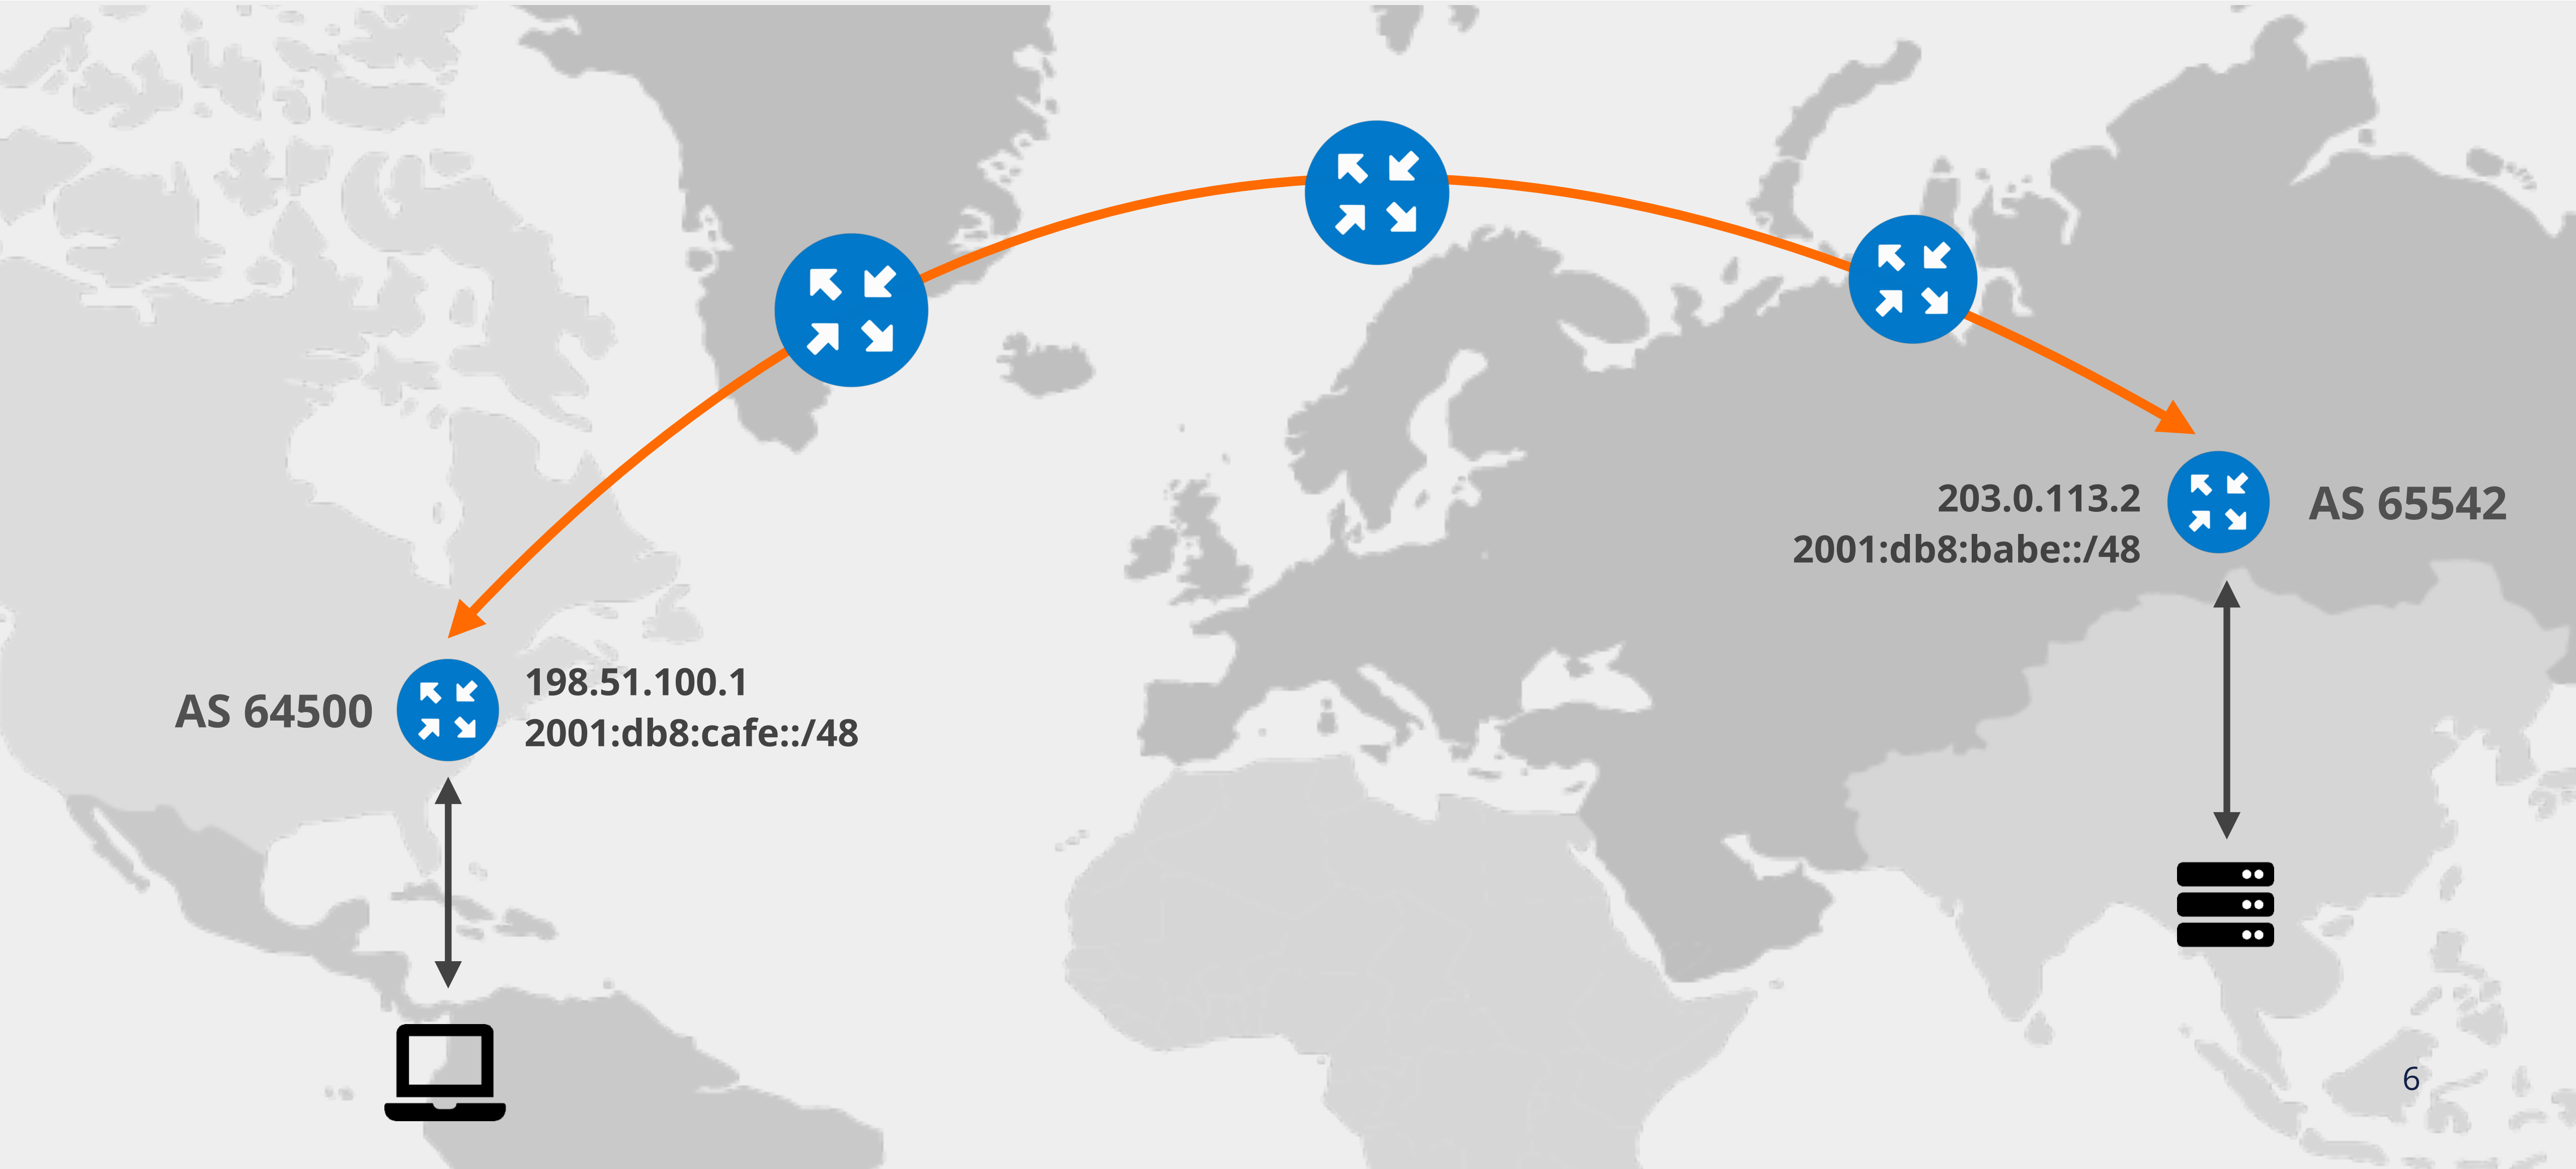 203.0.113.2
2001:db8:babe::/48
AS 65542
AS 64500
198.51.100.1
2001:db8:cafe::/48
6